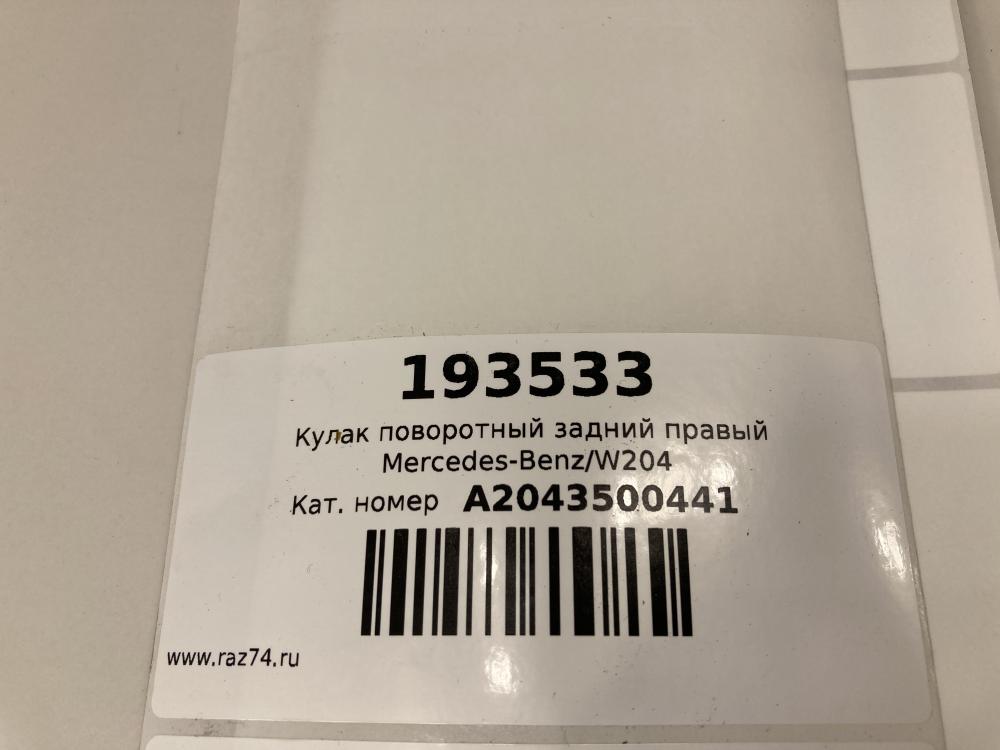 193533
Кулак поворотный задний правый
Mercedes-Benz/W204
Кат. номер A2043500441
www.raz74.ru